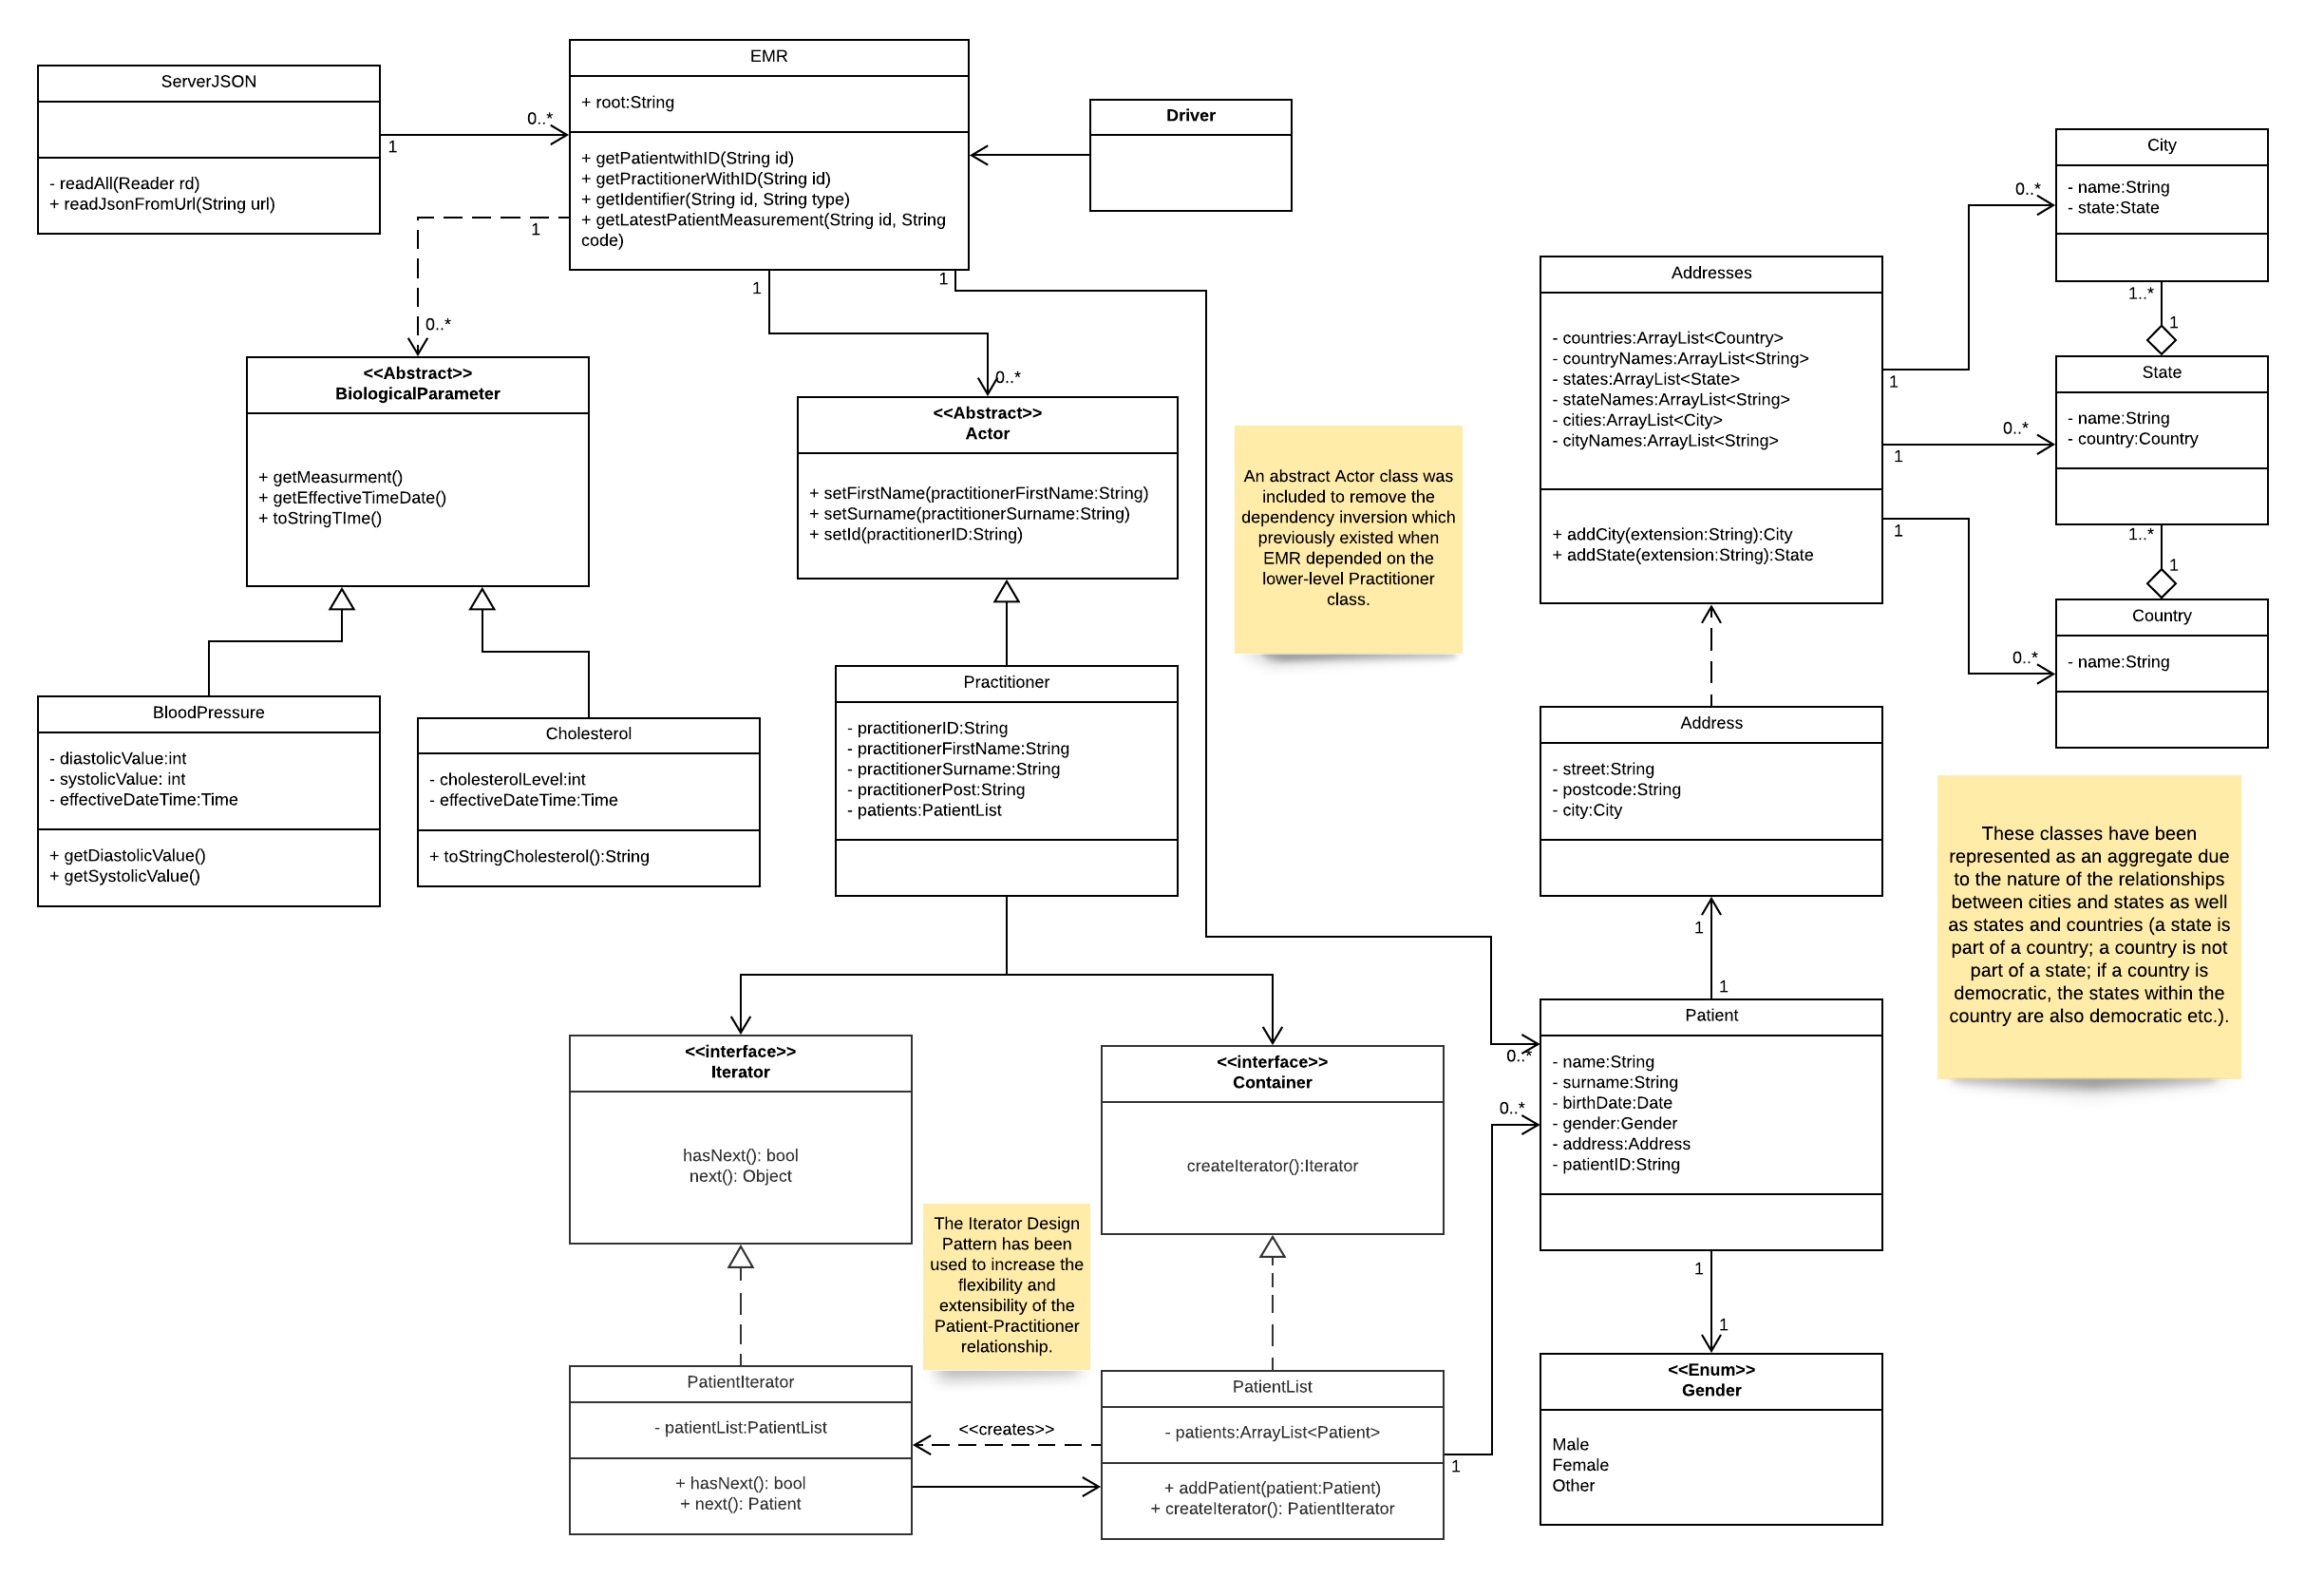 EMR
+ root:String
+ getPatientwithID(String id)
+ getPractitionerWithID(String id)
+ getIdentifier(String id, String type)
+ getLatestPatientMeasurement(String id, String
code)
ServerJSON
- readAll(Reader rd)
+ readJsonFromUrl(String url)
1
0..*
Driver
1
0..*
1
0..*
1
<<Abstract>>
BiologicalParameter
+ getMeasurment()
+ getEffectiveTimeDate()
+ toStringTIme()
<<Abstract>>
Actor
+ setFirstName(practitionerFirstName:String)
+ setSurname(practitionerSurname:String)
+ setId(practitionerID:String)
An abstract Actor class was
included to remove the
dependency inversion which
previously existed when
EMR depended on the
lower-level Practitioner
class.
BloodPressure
- diastolicValue:int
- systolicValue: int
- effectiveDateTime:Time
+ getDiastolicValue()
+ getSystolicValue()
Cholesterol
- cholesterolLevel:int
- effectiveDateTime:Time
+ toStringCholesterol():String
Practitioner
- practitionerID:String
- practitionerFirstName:String
- practitionerSurname:String
- practitionerPost:String
- patients:PatientList
Addresses
- countries:ArrayList<Country>
- countryNames:ArrayList<String>
- states:ArrayList<State>
- stateNames:ArrayList<String>
- cities:ArrayList<City>
- cityNames:ArrayList<String>
+ addCity(extension:String):City
+ addState(extension:String):State
1
0..*
1
0..*
1
0..*
City
- name:String
- state:State
1..*
1
State
- name:String
- country:Country
1..*
1
Country
- name:String
Address
- street:String
- postcode:String
- city:City
1
1
These classes have been
represented as an aggregate due
to the nature of the relationships
between cities and states as well
as states and countries (a state is
part of a country; a country is not
part of a state; if a country is
democratic, the states within the
country are also democratic etc.).
Patient
- name:String
- surname:String
- birthDate:Date
- gender:Gender
- address:Address
- patientID:String
0..*
0..*
1
1
<<Enum>>
Gender
Male
Female
Other
<<interface>>
Iterator
hasNext(): bool
next(): Object
<<interface>>
Container
createIterator():Iterator
The Iterator Design
Pattern has been
used to increase the
flexibility and
extensibility of the
Patient-Practitioner
relationship.
PatientIterator
- patientList:PatientList
+ hasNext(): bool
+ next(): Patient
<<creates>>
PatientList
- patients:ArrayList<Patient>
+ addPatient(patient:Patient)
+ createIterator(): PatientIterator
1